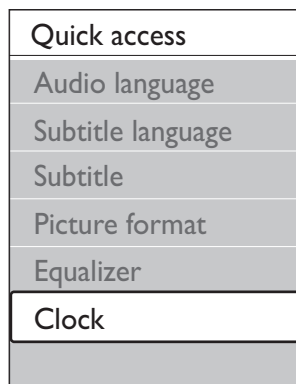 Quick access
Audio language
Subtitle language
Subtitle
Picture format
Equalizer
Clock